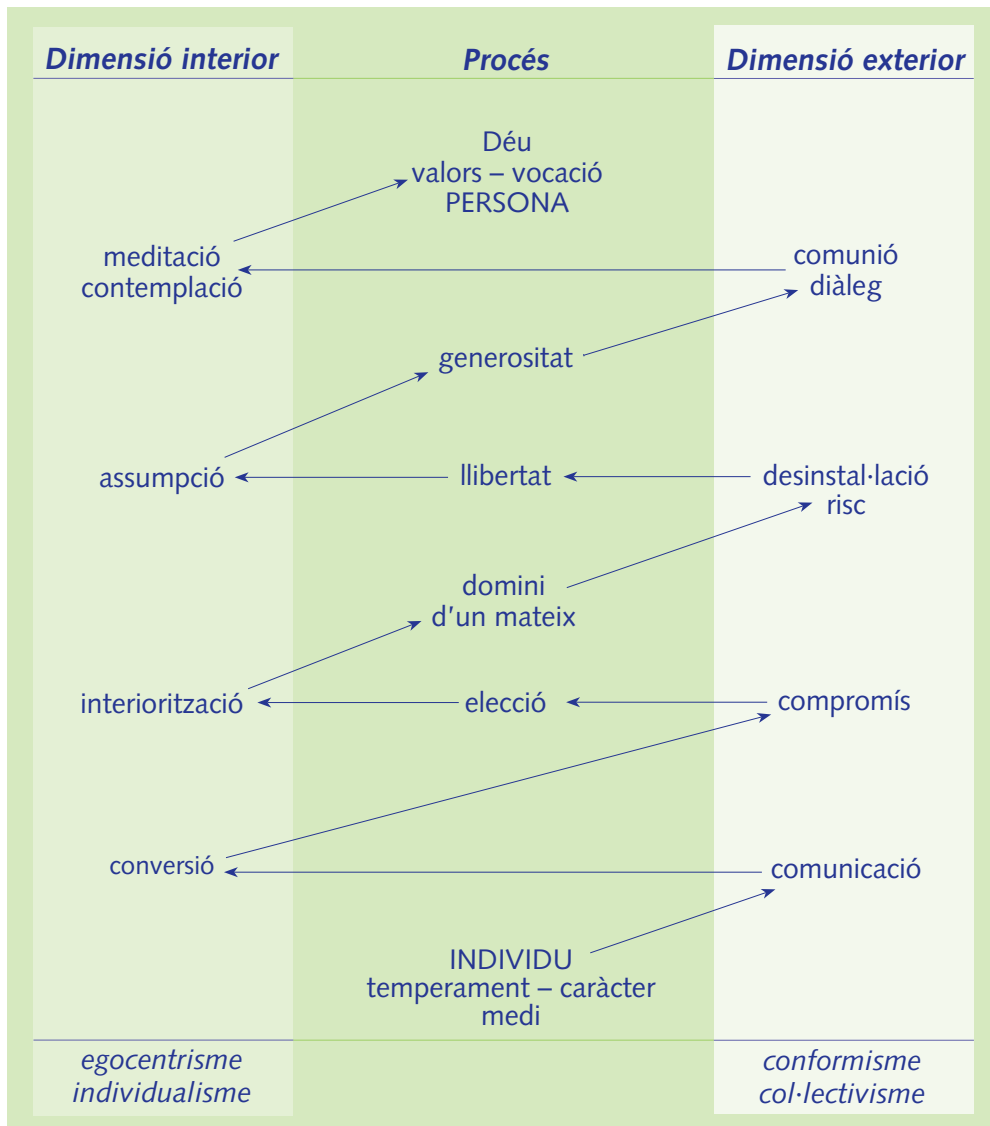 Dimensió interior
Procés
Dimensió exterior
Déu
valors – vocació
PERSONA
meditació
contemplació
comunió
diàleg
generositat
assumpció
llibertat
desinstal·lació
risc
domini
d'un mateix
interiorització
elecció
compromís
conversió
comunicació
INDIVIDU
temperament – caràcter
medi
egocentrisme
individualisme
conformisme
col·lectivisme